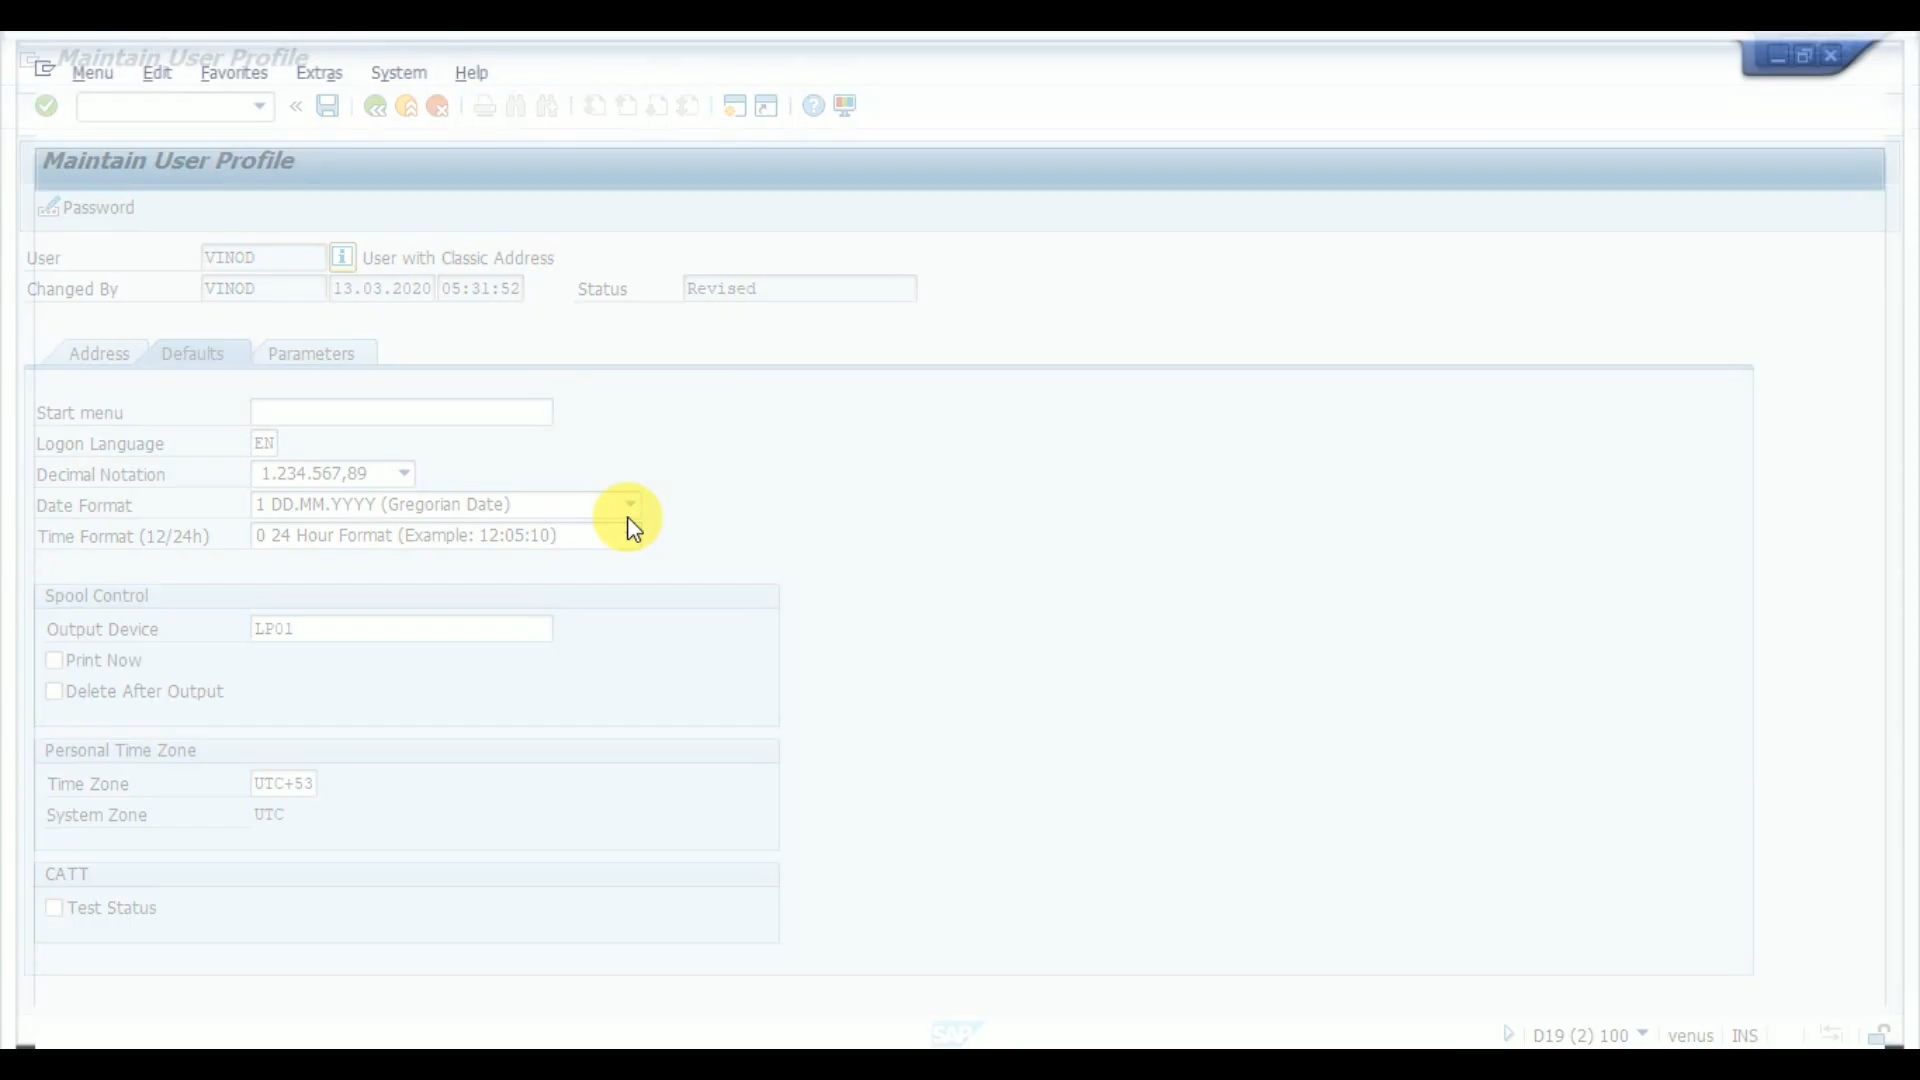 Maintain User Profile
Menu Edit Favorites Extras System Help
Maintain User Profile
Password
User VINOD User with Classic Address
Changed By VINOD 13.03.2020 05:31:52 Status Revised
Address Defaults Parameters
Start menu
Logon Language EN
Decimal Notation 1.234.567,89
Date Format 1 DD.MM.YYYY (Gregorian Date)
Time Format (12/24h) 0 24 Hour Format (Example: 12:05:10)
Spool Control
Output Device LP01
Print Now
Delete After Output
Personal Time Zone
Time Zone UTC+53
System Zone UTC
CATT
Test Status
SAP D19 (2) 100 venus INS